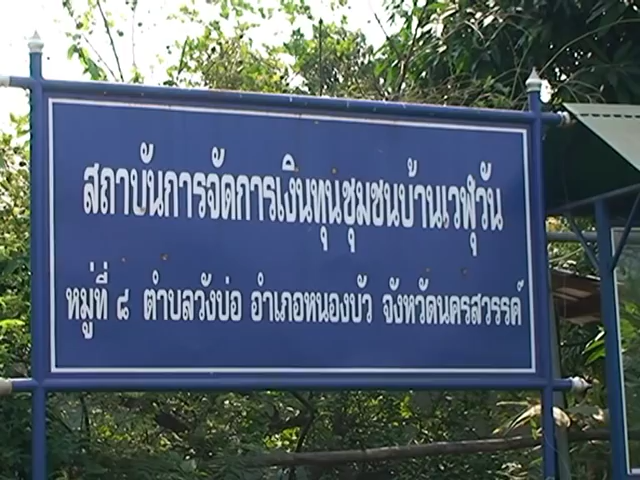 สถาบันการจัดการเงินทุนชุมชนบ้านเวฬุวัน
หมู่ที่ ๘ ตำบลวังบ่อ อำเภอหนองบัว จังหวัดนครสวรรค์